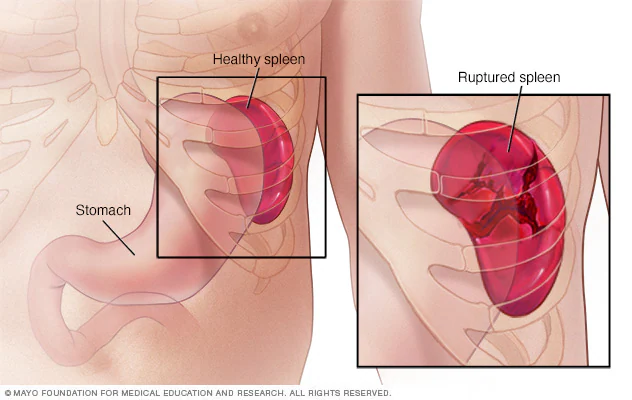 Healthy spleen
Ruptured spleen
Stomach
© MAYO FOUNDATION FOR MEDICAL EDUCATION AND RESEARCH. ALL RIGHTS RESERVED.